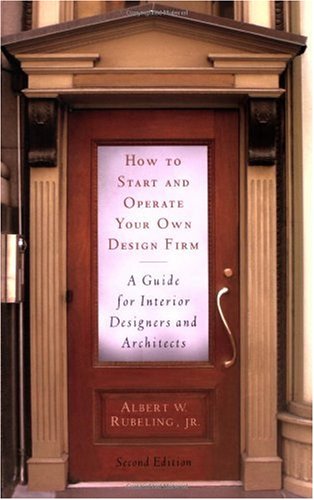 How to
Start and
Operate
Your Own
Design Firm
A Guide
for Interior
Designers and
Architects
Albert W.
Rubeling, Jr.
Second Edition